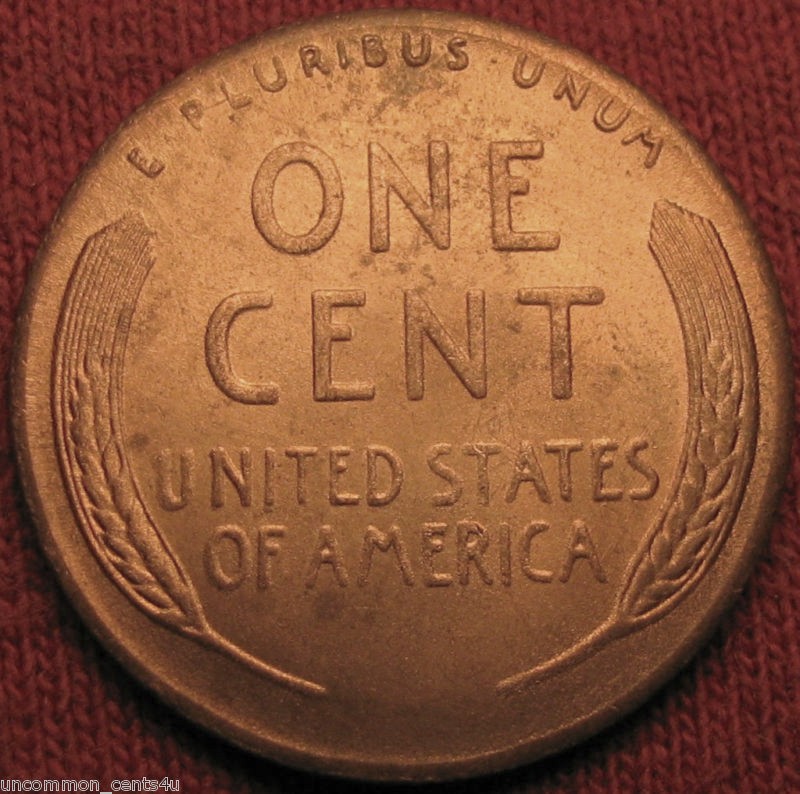 E PLURIBUS UNUM
ONE
CENT
UNITED STATES
OF AMERICA
uncommon_cents4u